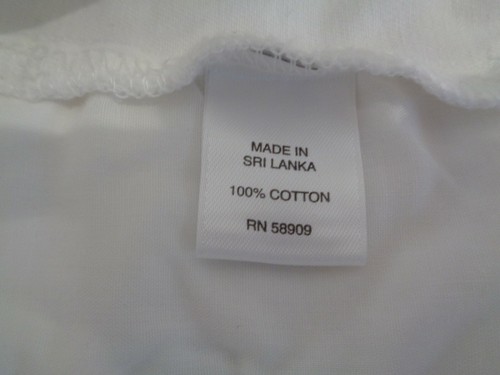 MADE IN
SRI LANKA
100% COTTON
RN 58909